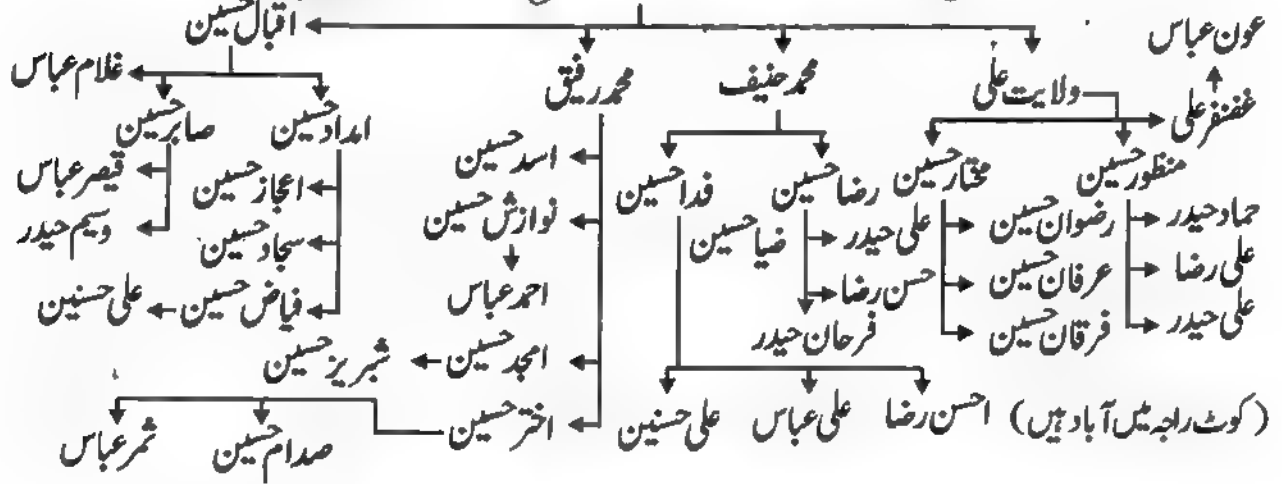 عون عباس
اقبال حسین
غلام عباس
محمد رفیق
محمد حنیف
ولایت علی
غضنفر علی
صابر حسین
امداد حسین
اسد حسین
فدا حسین
رضا حسین
مختار حسین
منظور حسین
قیصر عباس
اعجاز حسین
نوازش حسین
ضیا حسین
علی حیدر
رضوان حسین
حماد حیدر
وسیم حیدر
سجاد حسین
احمد عباس
حسن رضا
عرفان حسین
علی رضا
علی حسنین
فیاض حسین
فرحان حیدر
فرقان حسین
علی حیدر
شبریز حسین
امجد حسین
ثمر عباس
صدام حسین
اختر حسین
علی حسنین
علی عباس
احسن رضا
(کوٹ راجہ میں آباد ہیں)